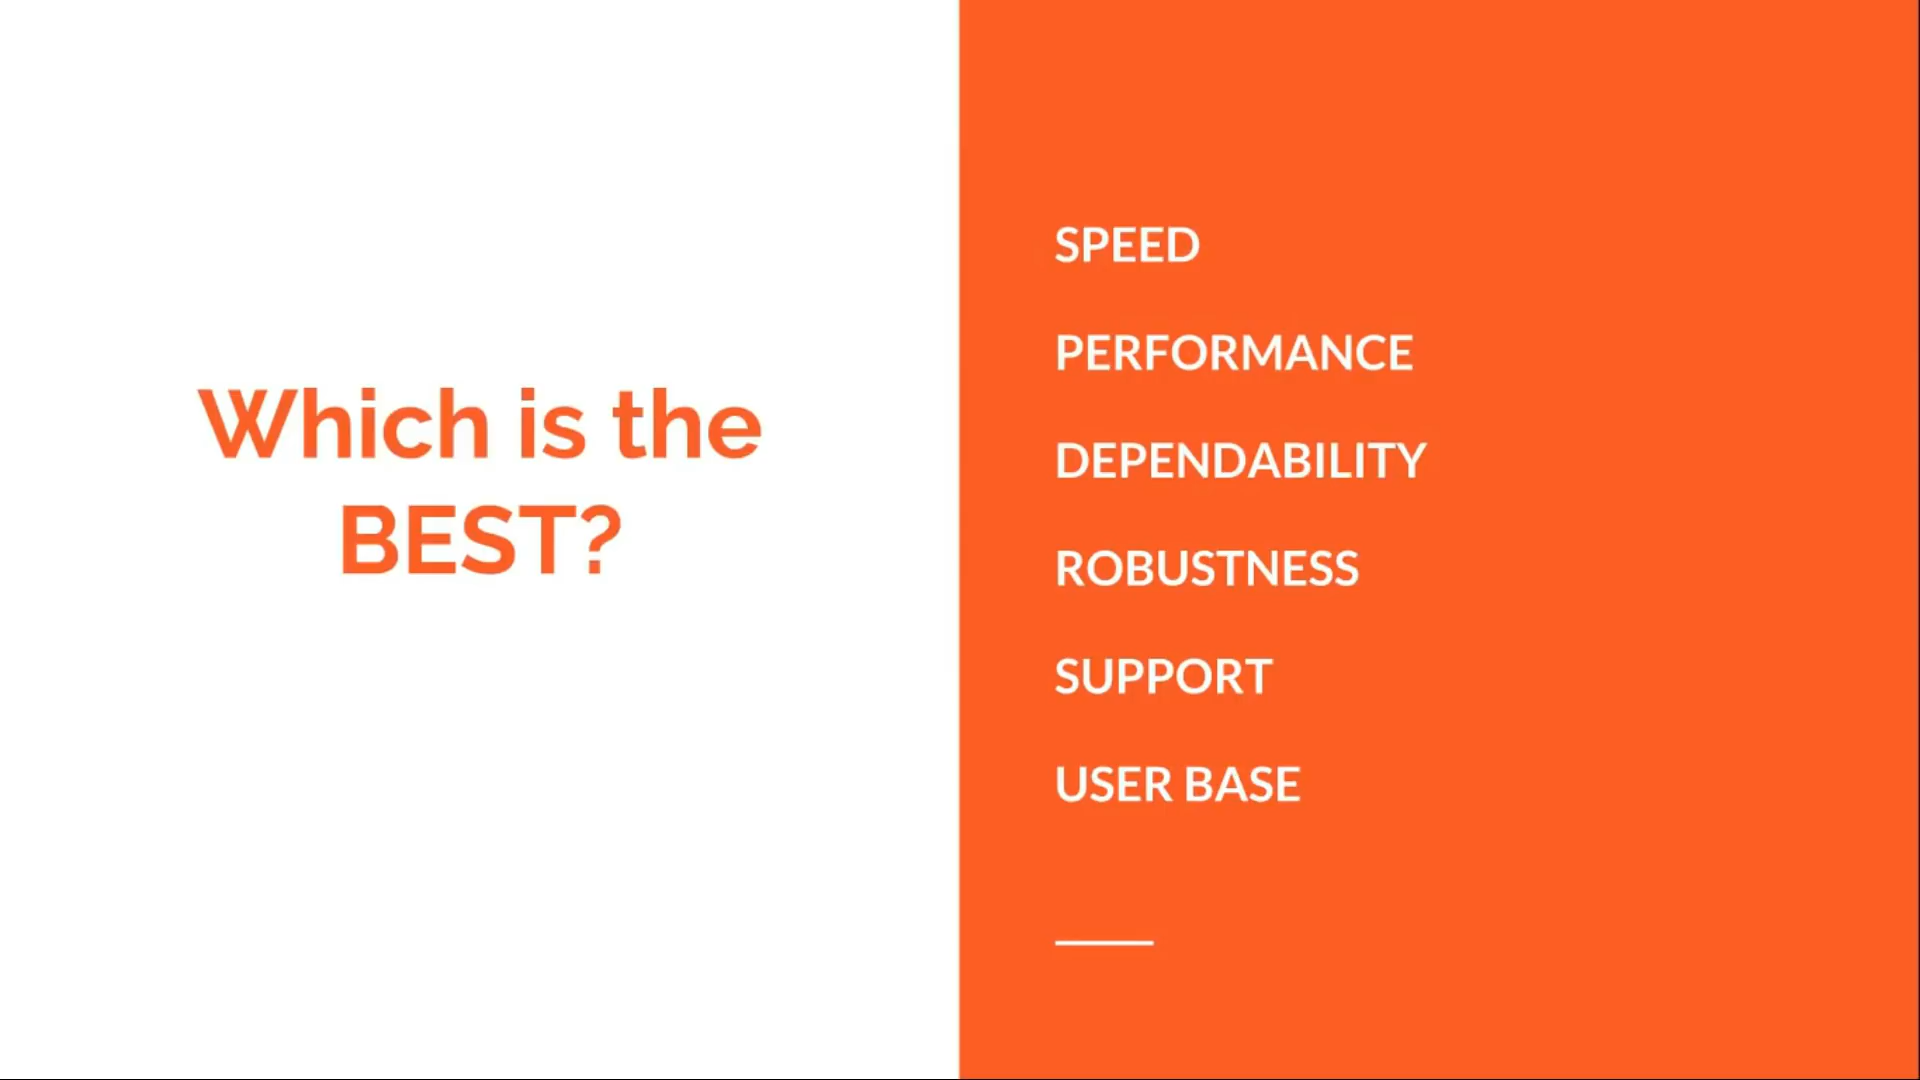 Which is the
BEST?
SPEED
PERFORMANCE
DEPENDABILITY
ROBUSTNESS
SUPPORT
USER BASE